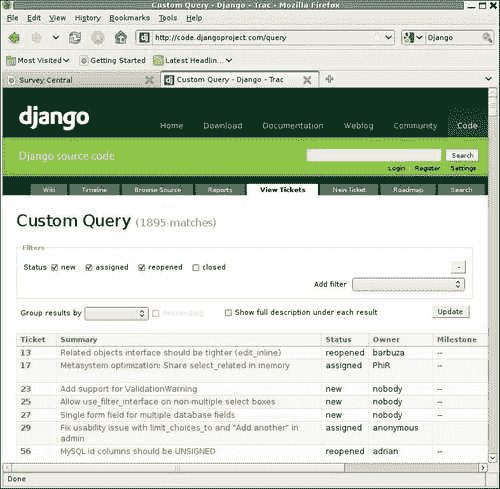 Custom Query - Django - Trac - Mozilla Firefox
File Edit View History Bookmarks Tools Help
http://code.djangoproject.com/query
Django
Most Visited Getting Started Latest Headlin...
Survey Central
Custom Query - Django - Trac
django
Home Download Documentation Weblog Community Code
Django source code
Search
Login Register Settings
Wiki Timeline Browse Source Reports View Tickets New Ticket Roadmap Search
Custom Query (1895 matches)
Filters
Status new assigned reopened closed
-
Add filter
Group results by descending Show full description under each result Update
Ticket Summary Status Owner Milestone
13 Related objects interface should be tighter (edit_inline) reopened barbuza --
17 Metasystem optimization: Share select_related in memory assigned PhiR --
23 Add support for ValidationWarning new nobody --
25 Allow use_filter_interface on non-multiple select boxes new nobody --
27 Single form field for multiple database fields new nobody --
29 Fix usability issue with limit_choices_to and "Add another" in assigned anonymous --
admin
56 MySQL id columns should be UNSIGNED reopened adrian --
Done